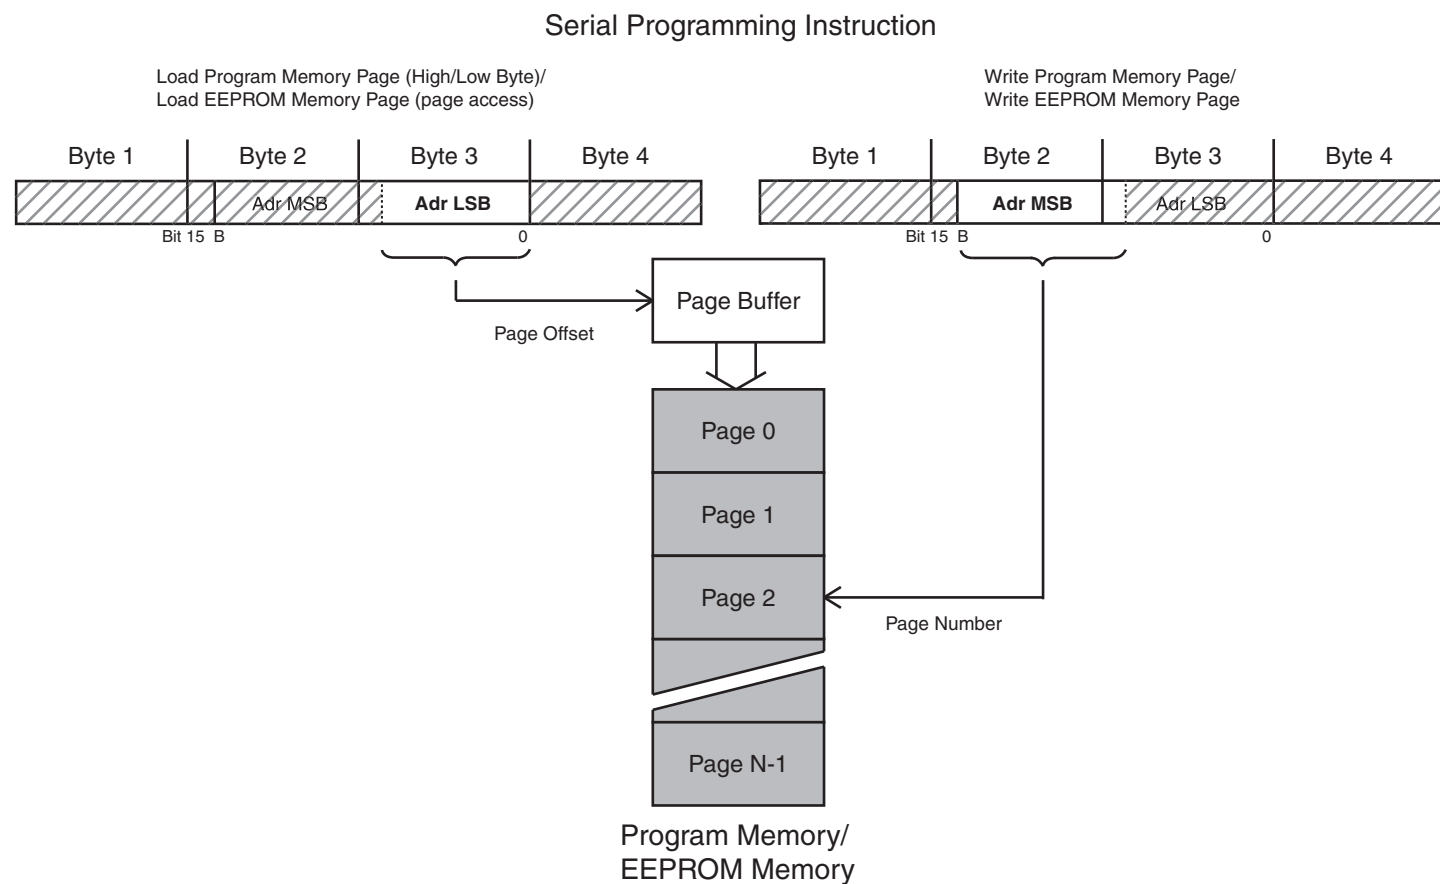 Serial Programming Instruction
Load Program Memory Page (High/Low Byte)/
Load EEPROM Memory Page (page access)
Write Program Memory Page/
Write EEPROM Memory Page
Byte 1
Byte 2
Byte 3
Byte 4
Byte 1
Byte 2
Byte 3
Byte 4
Adr MSB
Adr LSB
Adr MSB
Adr LSB
Bit 15 B
0
Bit 15 B
0
Page Buffer
Page Offset
Page 0
Page 1
Page 2
Page Number
Page N-1
Program Memory/
EEPROM Memory